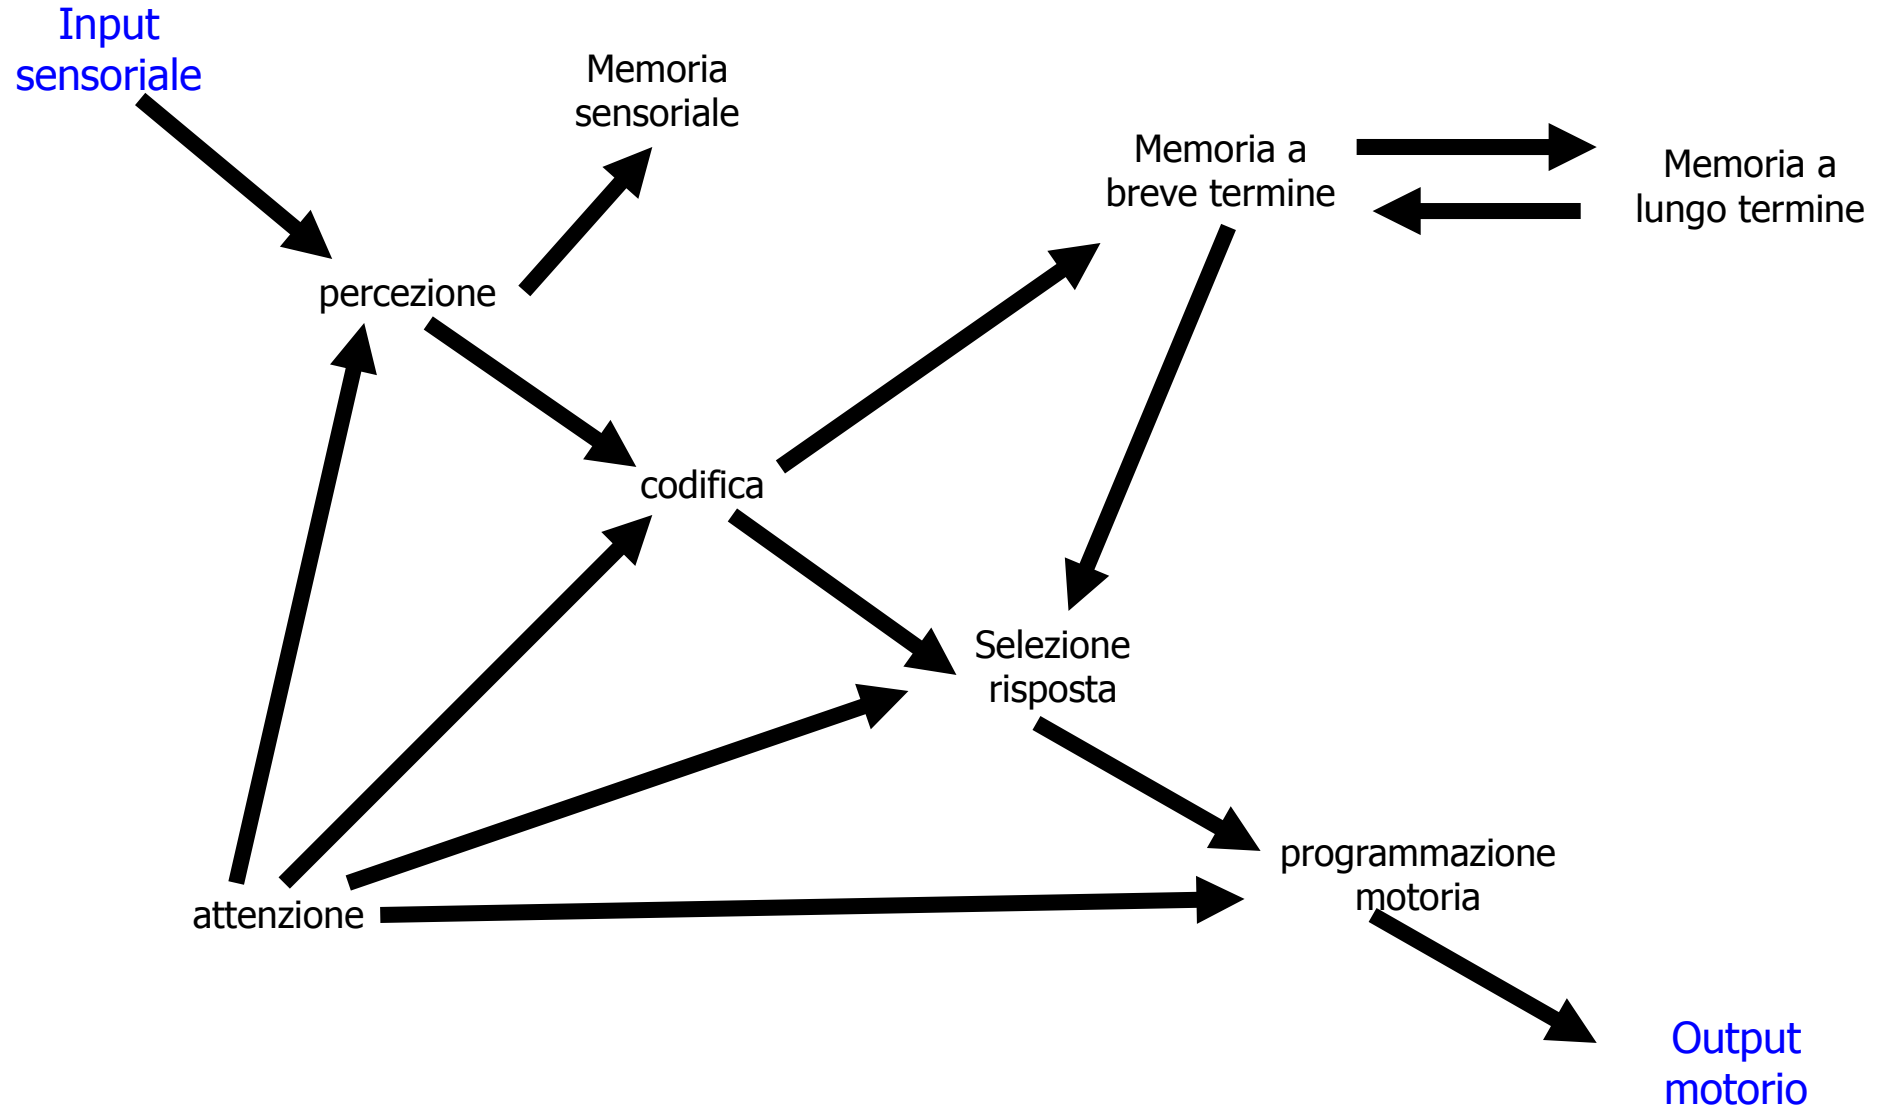 Input
sensoriale
Memoria
sensoriale
Memoria a
breve termine
Memoria a
lungo termine
percezione
codifica
Selezione
risposta
programmazione
motoria
attenzione
Output
motorio